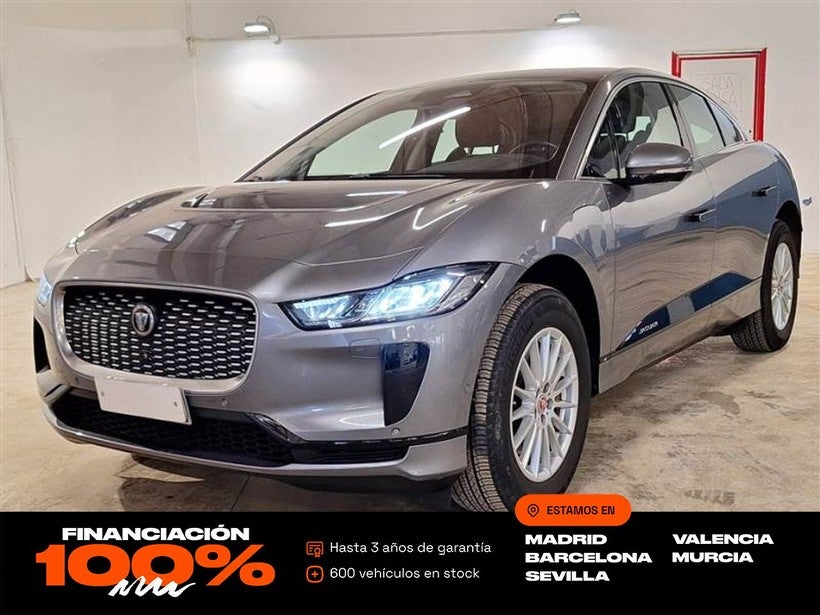 ESTAMOS EN
FINANCIACIÓN
100%
Hasta 3 años de garantía
600 vehículos en stock
MADRID
BARCELONA
SEVILLA
VALENCIA
MURCIA